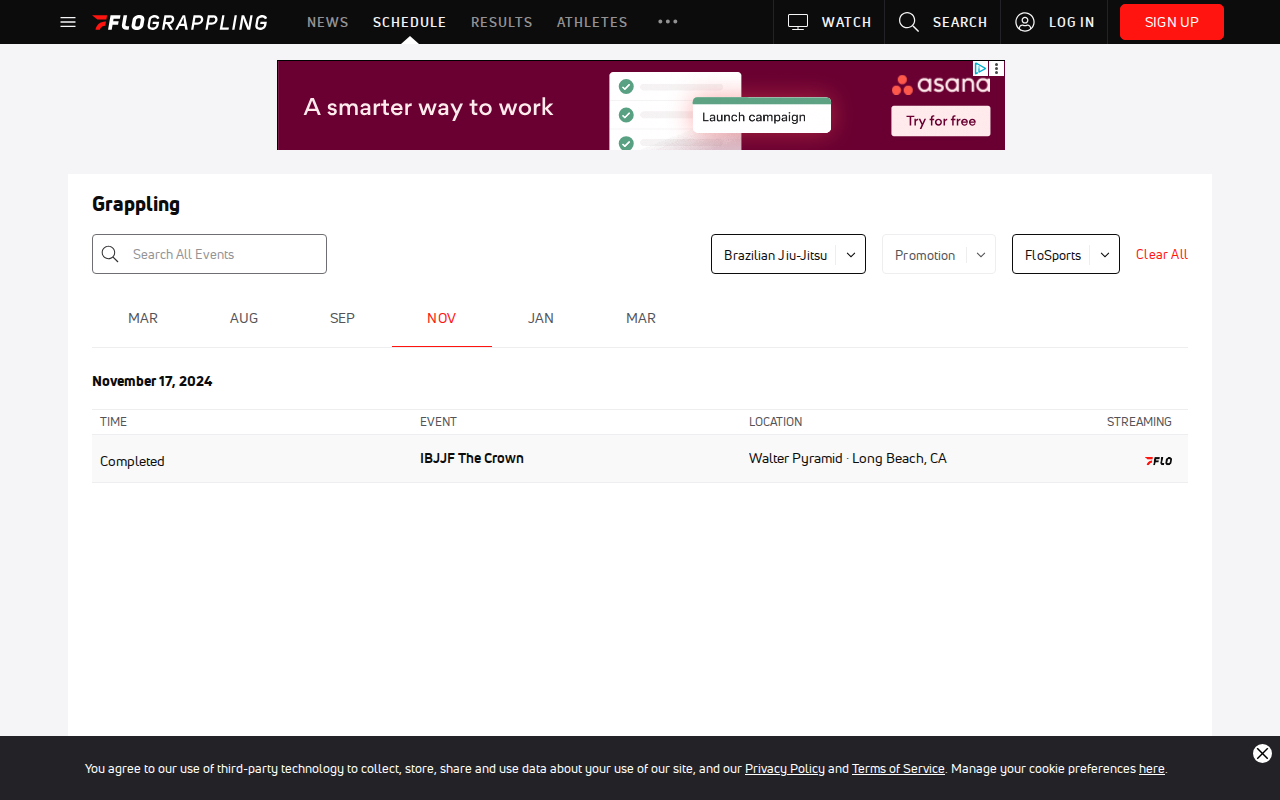 FLOGRAPPLING NEWS SCHEDULE RESULTS ATHLETES WATCH SEARCH LOG IN SIGN UP
A smarter way to work
Launch campaign
asana
Try for free
Grappling
Search All Events Brazilian Jiu-Jitsu Promotion FloSports Clear All
MAR AUG SEP NOV JAN MAR
November 17, 2024
TIME EVENT LOCATION STREAMING
Completed IBJJF The Crown Walter Pyramid · Long Beach, CA FLO
You agree to our use of third-party technology to collect, store, share and use data about your use of our site, and our Privacy Policy and Terms of Service. Manage your cookie preferences here.